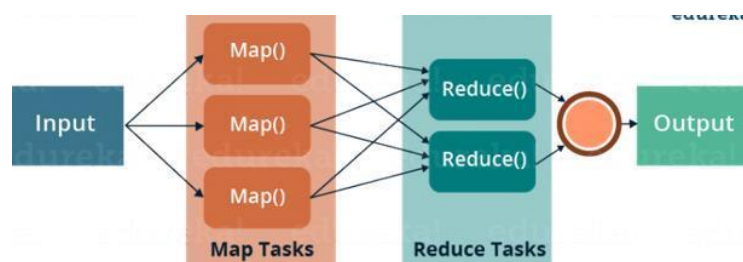 edureka!
Map()
Reduce()
Input
Map()
Output
Reduce()
Map()
Map Tasks
Reduce Tasks